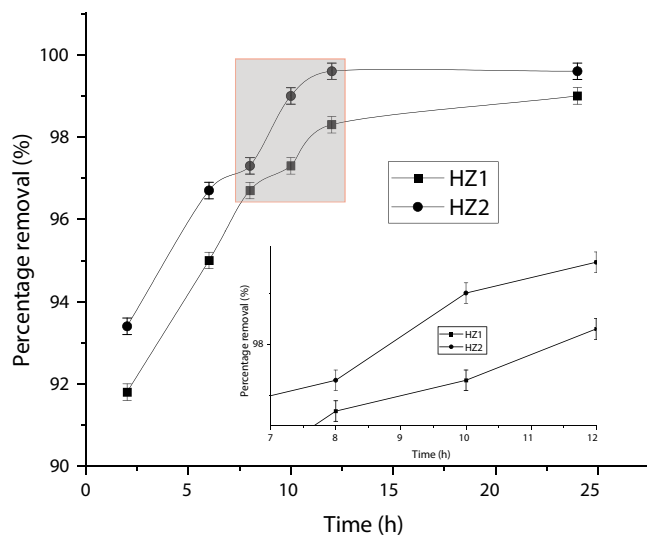 100
98
96
94
92
90
Percentage removal (%)
HZ1
HZ2
Percentage removal (%)
98
HZ1
HZ2
7 8 9 10 11 12
Time (h)
0 5 10 15 20 25
Time (h)